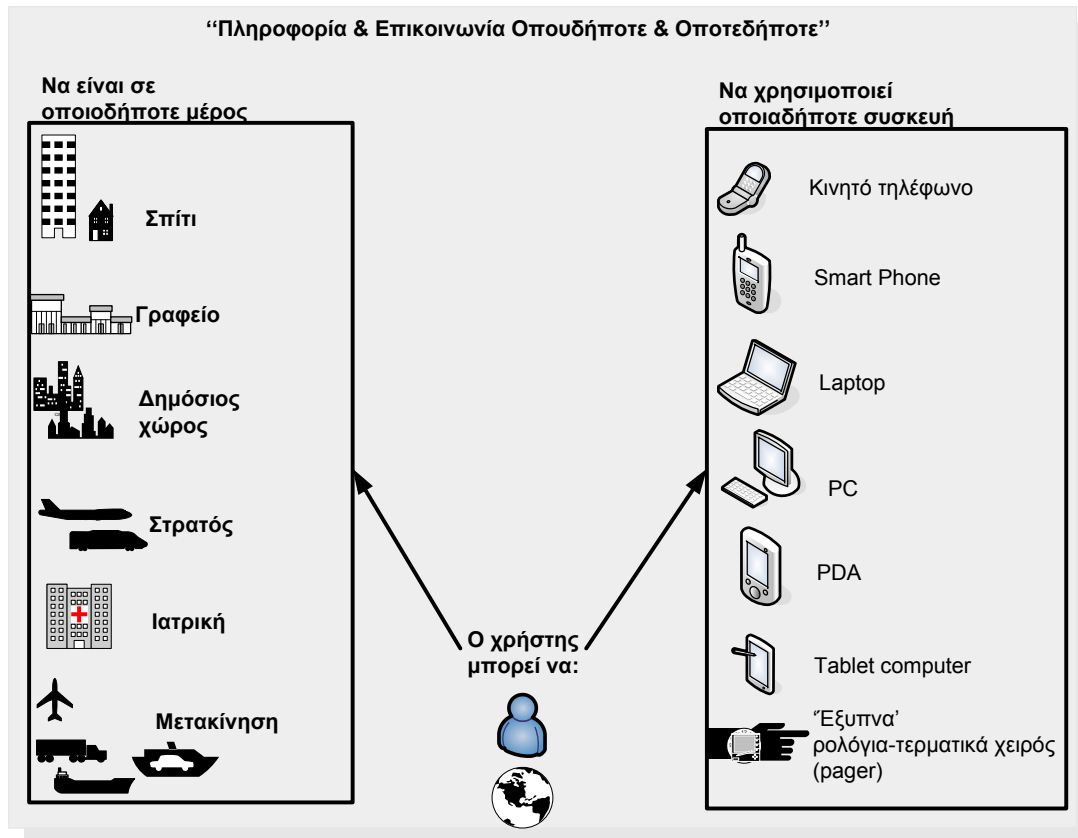 ‘‘Πληροφορία & Επικοινωνία Οπουδήποτε & Οποτεδήποτε’’
Να είναι σε
οποιοδήποτε μέρος
Σπίτι
Γραφείο
Δημόσιος
χώρος
Στρατός
Ιατρική
Μετακίνηση
Ο χρήστης
μπορεί να:
Να χρησιμοποιεί
οποιαδήποτε συσκευή
Κινητό τηλέφωνο
Smart Phone
Laptop
PC
PDA
Tablet computer
‘Έξυπνα’
ρολόγια-τερματικά χειρός
(pager)